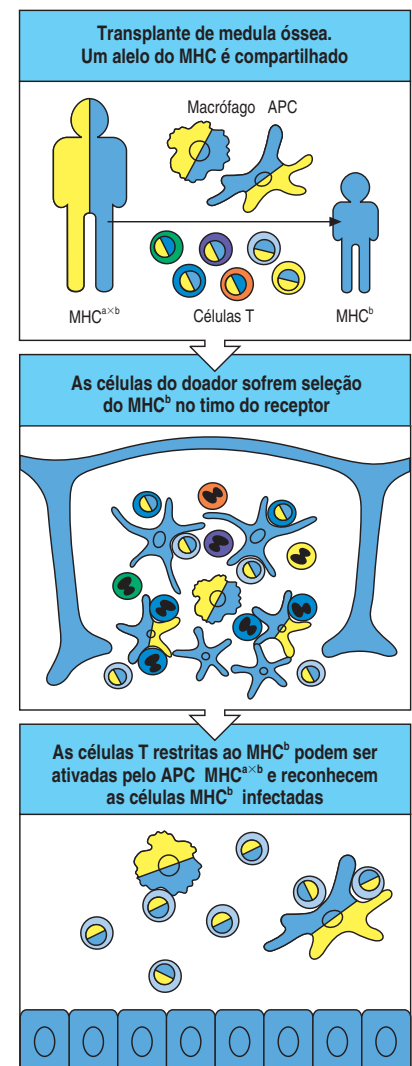 Transplante de medula óssea.
Um alelo do MHC é compartilhado
Macrófago APC
MHCᵃˣᵇ
Células T
MHCᵇ
As células do doador sofrem seleção
do MHCᵇ no timo do receptor
As células T restritas ao MHCᵇ podem ser
ativadas pelo APC MHCᵃˣᵇ e reconhecem
as células MHCᵇ infectadas